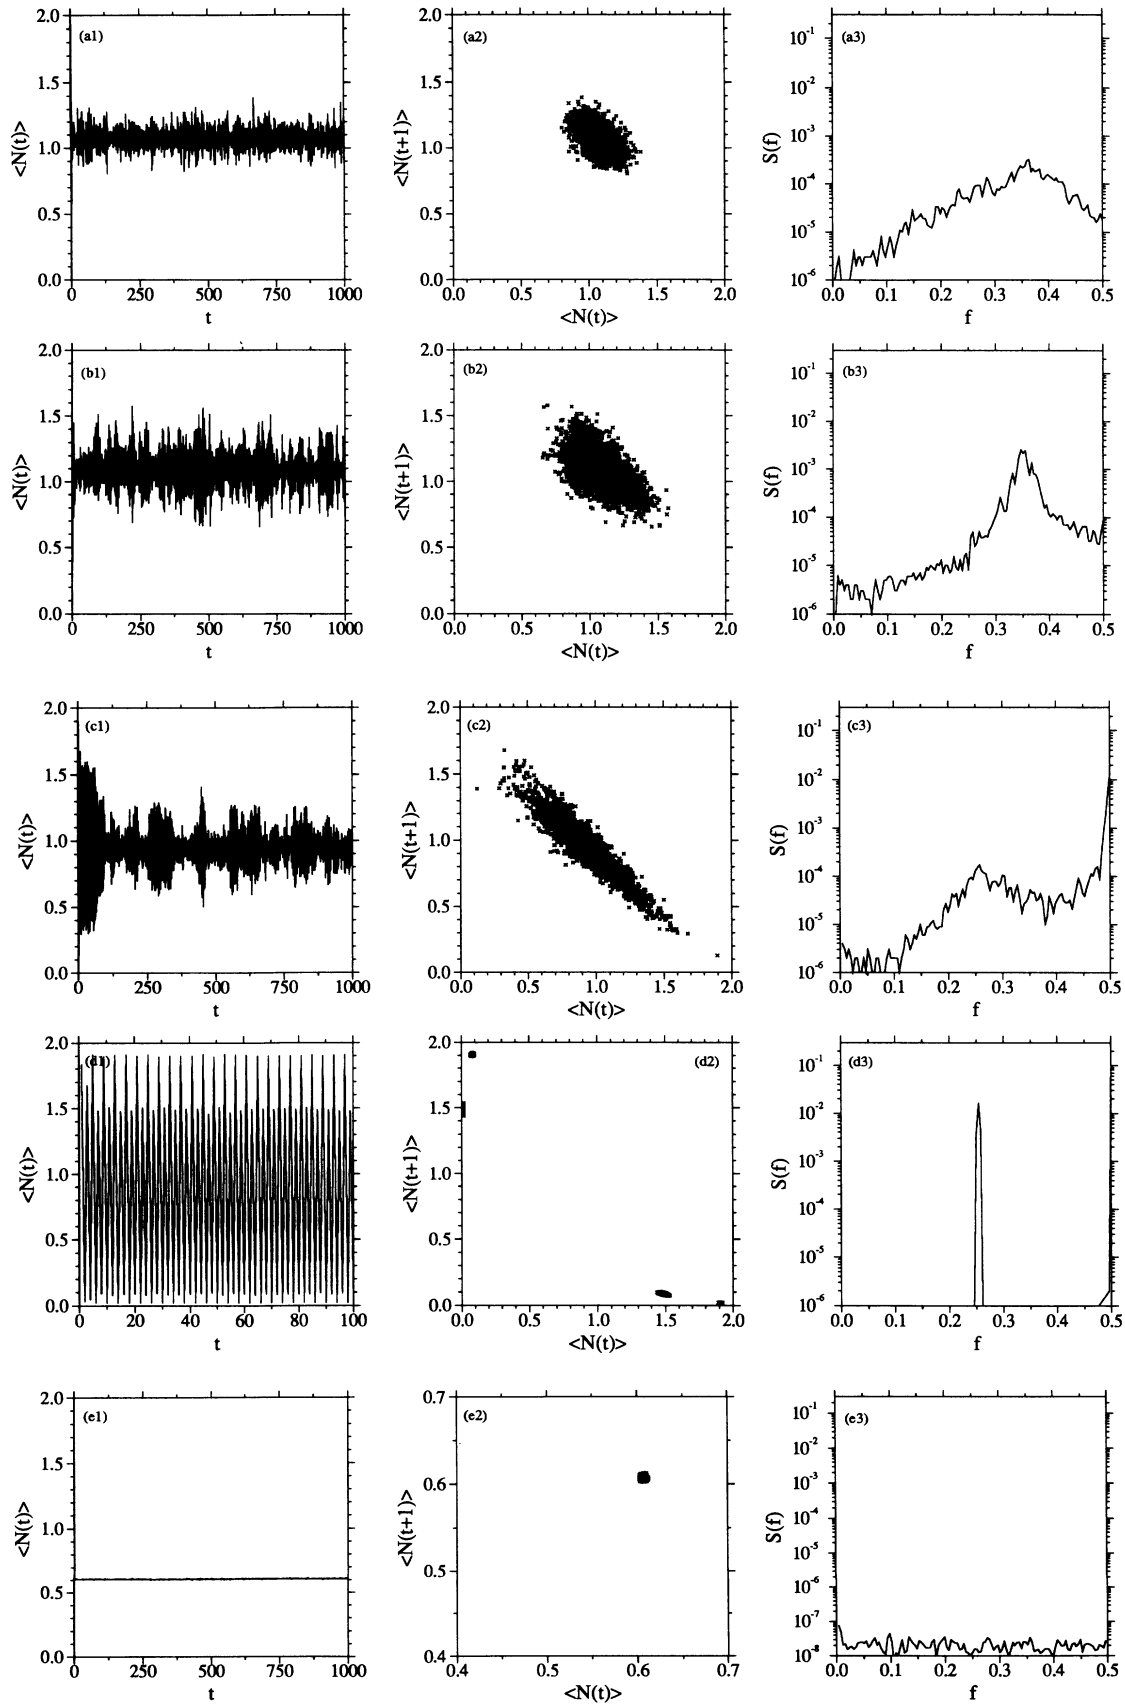 (a1)
<N(t)>
2.0
1.5
1.0
0.5
0.0
0 250 500 750 1000
t
(a2)
<N(t+1)>
2.0
1.5
1.0
0.5
0.0
0.0 0.5 1.0 1.5 2.0
<N(t)>
(a3)
S(f)
10-1
10-2
10-3
10-4
10-5
10-6
0.0 0.1 0.2 0.3 0.4 0.5
f
(b1)
<N(t)>
2.0
1.5
1.0
0.5
0.0
0 250 500 750 1000
t
(b2)
<N(t+1)>
2.0
1.5
1.0
0.5
0.0
0.0 0.5 1.0 1.5 2.0
<N(t)>
(b3)
S(f)
10-1
10-2
10-3
10-4
10-5
10-6
0.0 0.1 0.2 0.3 0.4 0.5
f
(c1)
<N(t)>
2.0
1.5
1.0
0.5
0.0
0 250 500 750 1000
t
(c2)
<N(t+1)>
2.0
1.5
1.0
0.5
0.0
0.0 0.5 1.0 1.5 2.0
<N(t)>
(c3)
S(f)
10-1
10-2
10-3
10-4
10-5
10-6
0.0 0.1 0.2 0.3 0.4 0.5
f
(d1)
<N(t)>
2.0
1.5
1.0
0.5
0.0
0 20 40 60 80 100
t
(d2)
<N(t+1)>
2.0
1.5
1.0
0.5
0.0
0.0 0.5 1.0 1.5 2.0
<N(t)>
(d3)
S(f)
10-1
10-2
10-3
10-4
10-5
10-6
0.0 0.1 0.2 0.3 0.4 0.5
f
(e1)
<N(t)>
2.0
1.5
1.0
0.5
0.0
0 250 500 750 1000
t
(e2)
<N(t+1)>
0.7
0.6
0.5
0.4
0.4 0.5 0.6 0.7
<N(t)>
(e3)
S(f)
10-1
10-2
10-3
10-4
10-5
10-6
10-7
10-8
0.0 0.1 0.2 0.3 0.4 0.5
f